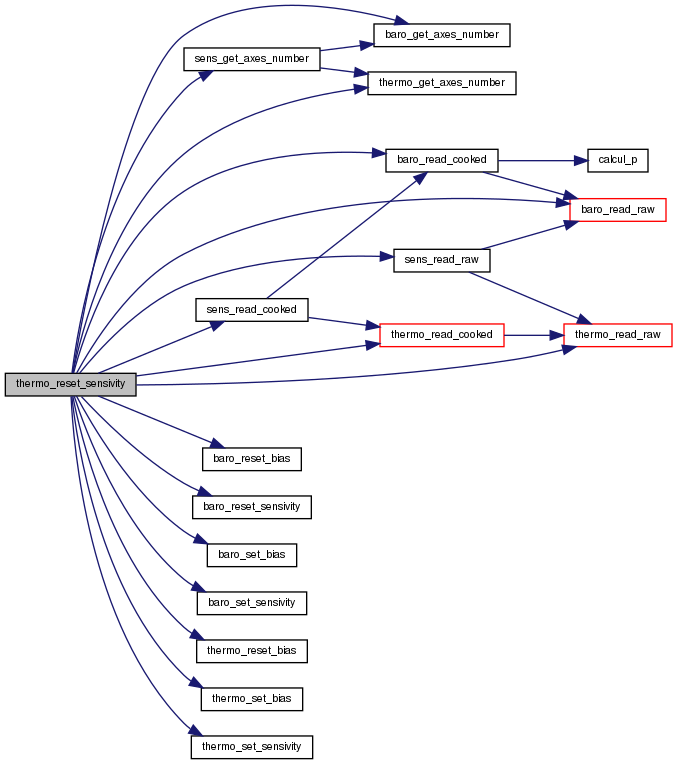 baro_get_axes_number
sens_get_axes_number
thermo_get_axes_number
baro_read_cooked
calcul_p
baro_read_raw
sens_read_raw
sens_read_cooked
thermo_read_cooked
thermo_read_raw
thermo_reset_sensivity
baro_reset_bias
baro_reset_sensivity
baro_set_bias
baro_set_sensivity
thermo_reset_bias
thermo_set_bias
thermo_set_sensivity